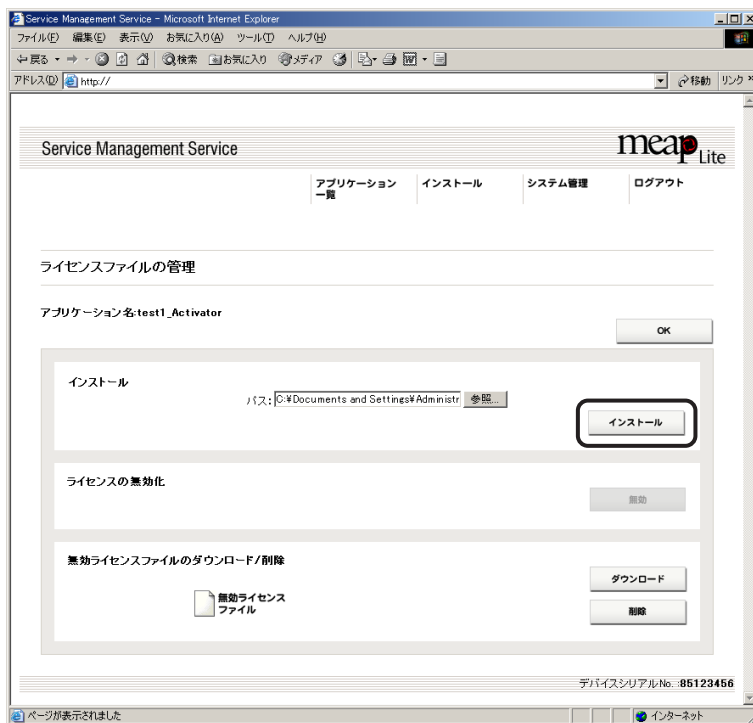 Service Management Service - Microsoft Internet Explorer
ファイル(F) 編集(E) 表示(V) お気に入り(A) ツール(T) ヘルプ(H)
戻る 検索 お気に入り メディア
アドレス(D) http:// 移動 リンク »
Service Management Service meap Lite
アプリケーション一覧 インストール システム管理 ログアウト
ライセンスファイルの管理
アプリケーション名:test1_Activator
OK
インストール
パス: C:¥Documents and Settings¥Administr 参照...
インストール
ライセンスの無効化
無効
無効ライセンスファイルのダウンロード/削除
ダウンロード
無効ライセンス
ファイル
削除
デバイスシリアルNo. :85123456
ページが表示されました インターネット